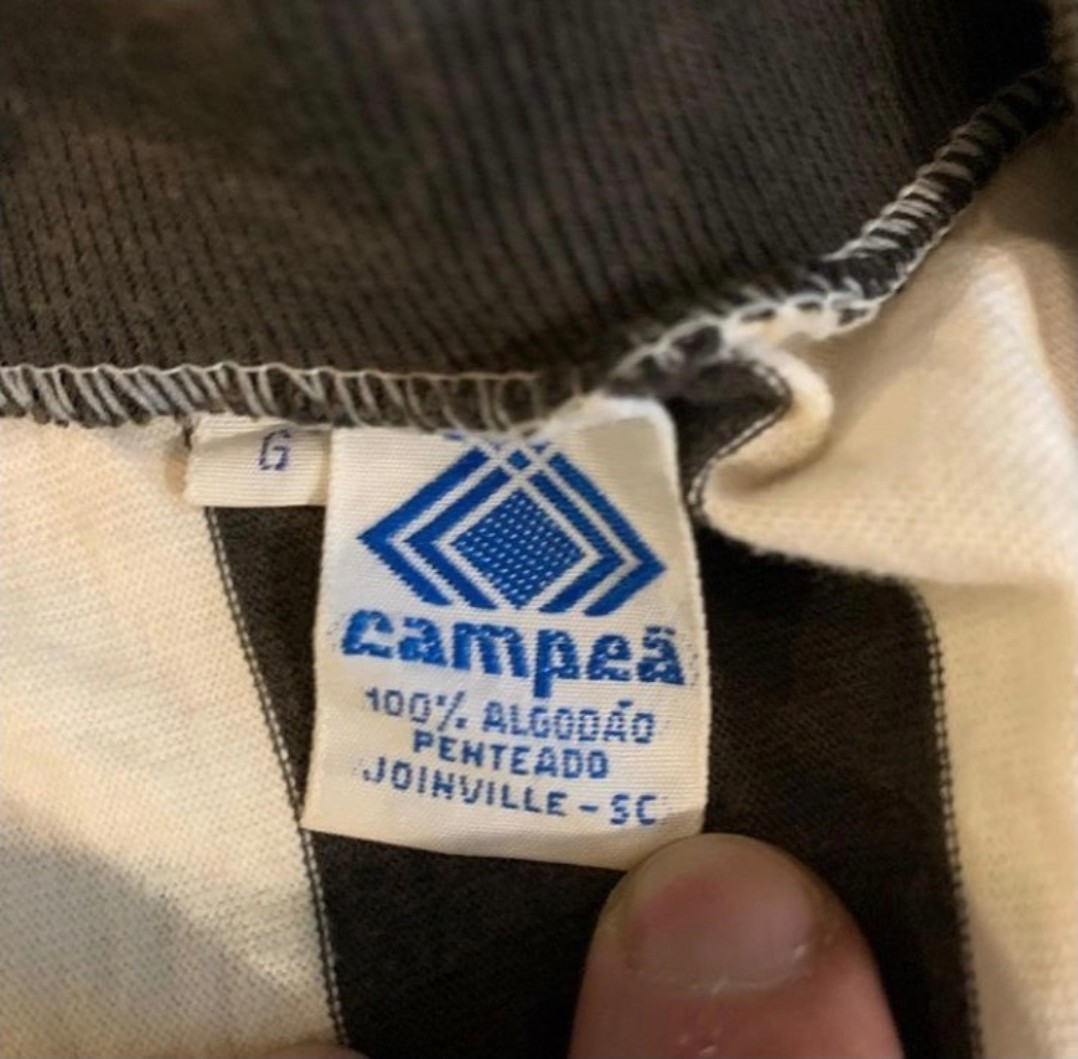 G
campeã
100% ALGODÃO
PENTEADO
JOINVILLE - SC